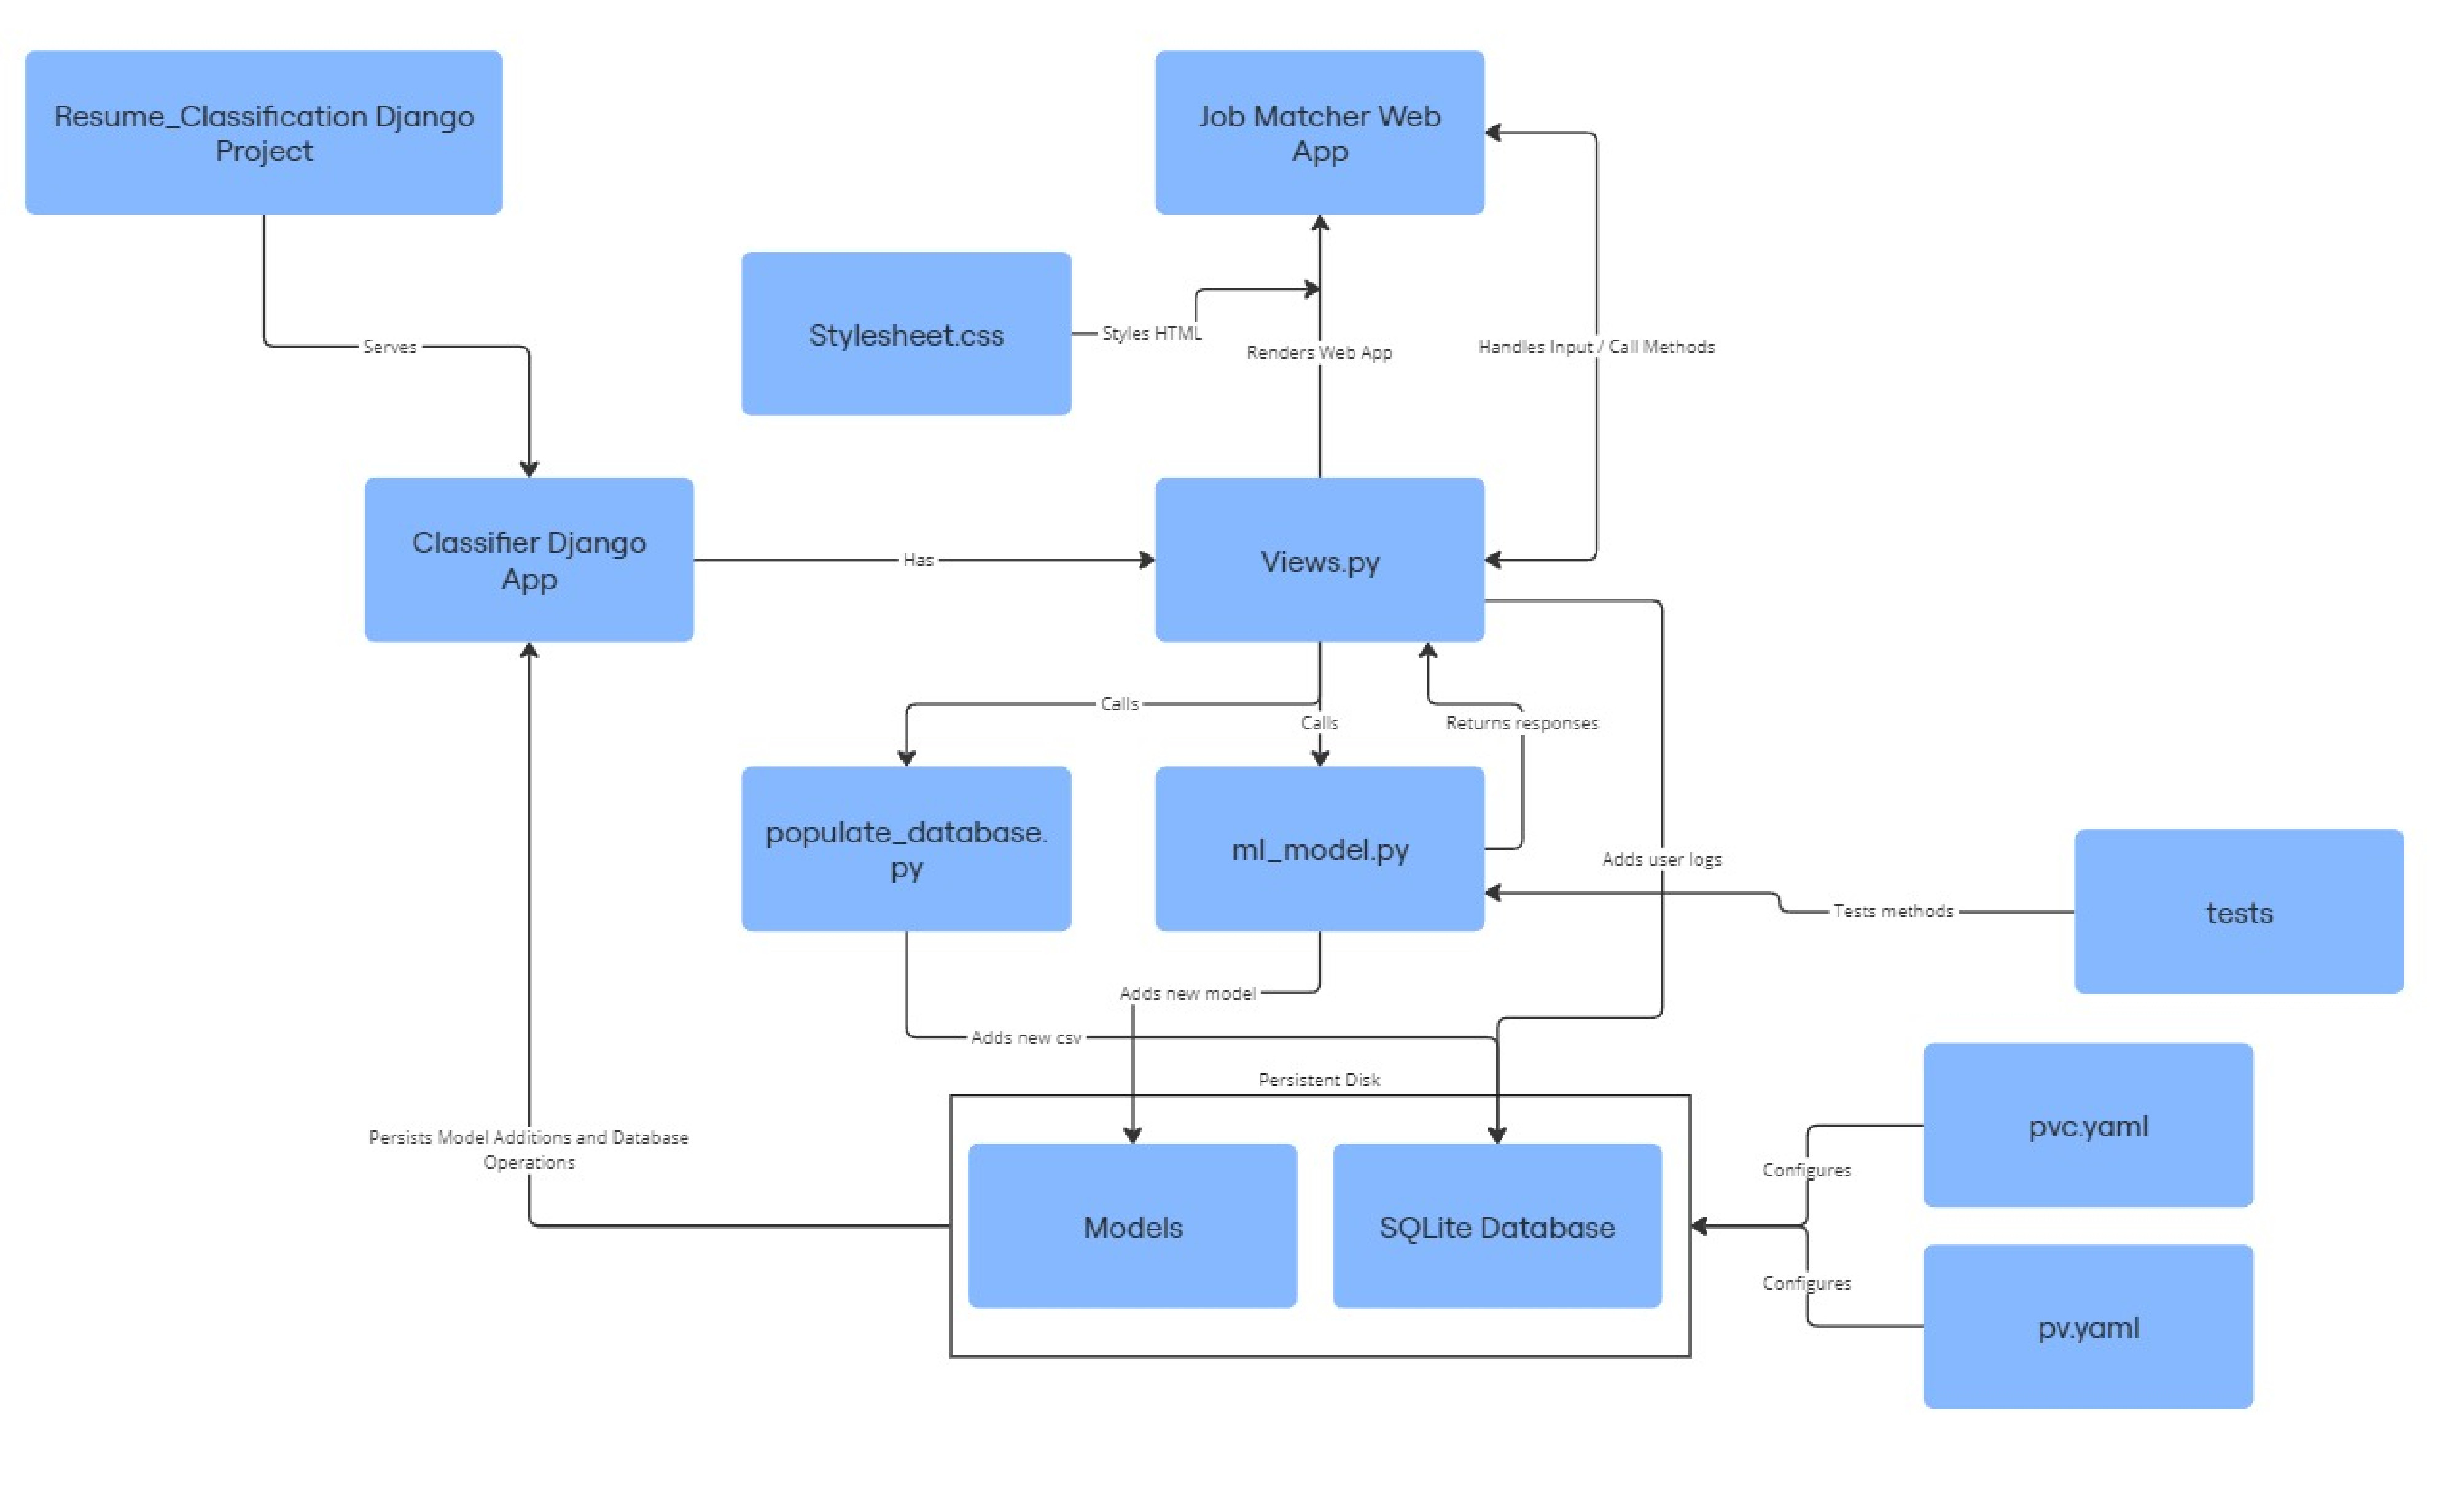 Resume_Classification Django
Project
Job Matcher Web
App
Stylesheet.css
Styles HTML
Renders Web App
Handles Input / Call Methods
Serves
Classifier Django
App
Has
Views.py
Calls
Calls
Returns responses
populate_database.
py
ml_model.py
Adds user logs
Tests methods
tests
Adds new model
Adds new csv
Persistent Disk
Persists Model Additions and Database
Operations
Models
SQLite Database
Configures
pvc.yaml
Configures
pv.yaml